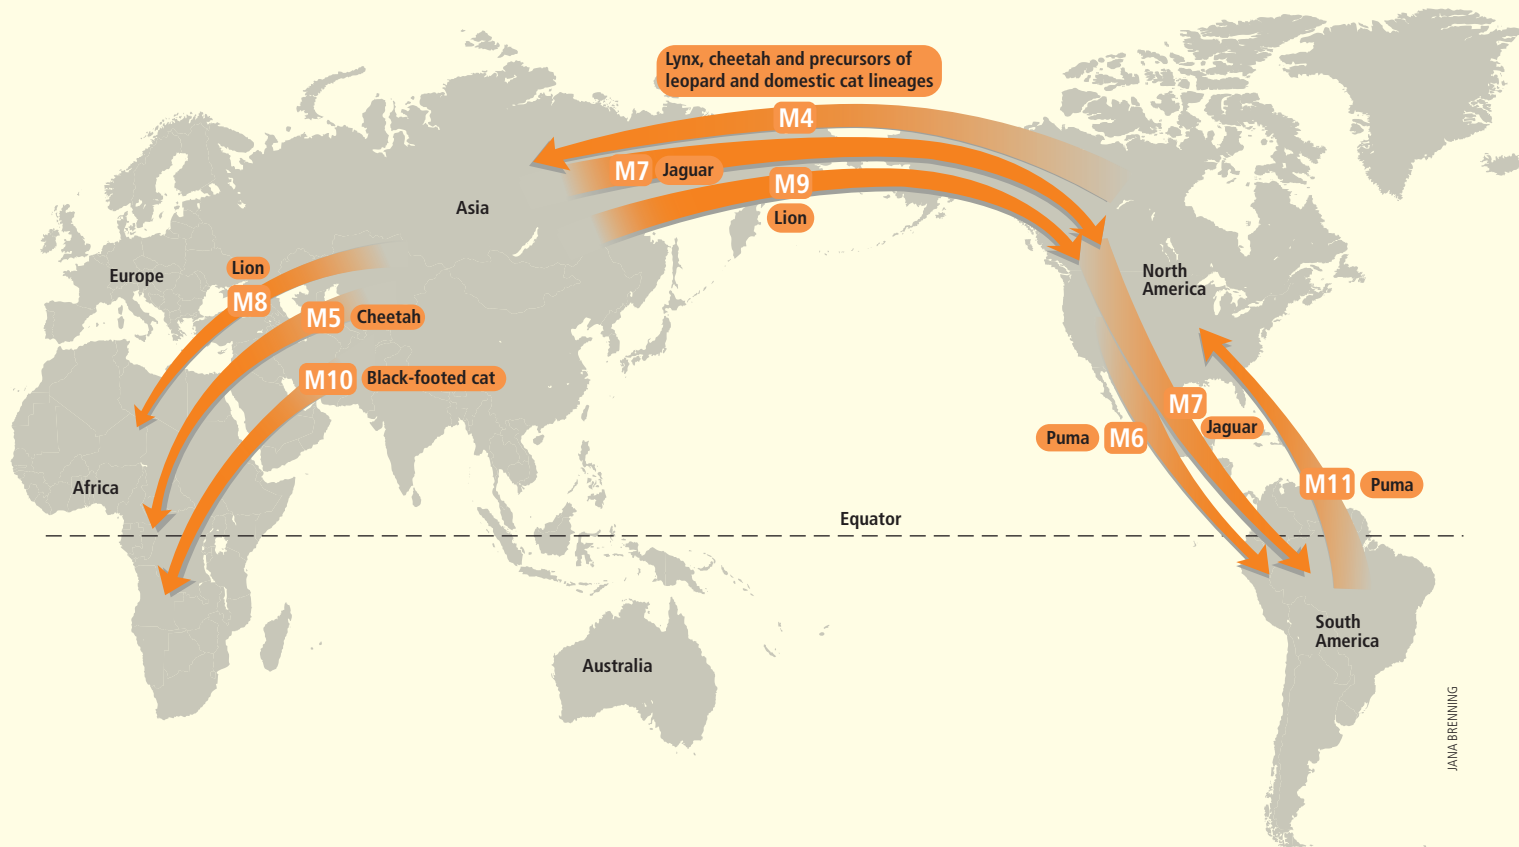 Lynx, cheetah and precursors of
leopard and domestic cat lineages
M4
M7 Jaguar
M9
Lion
Asia
Europe
Lion
M8
M5 Cheetah
M10 Black-footed cat
Africa
North
America
M7
Jaguar
Puma M6
M11 Puma
Equator
South
America
Australia
JANA BRENNING